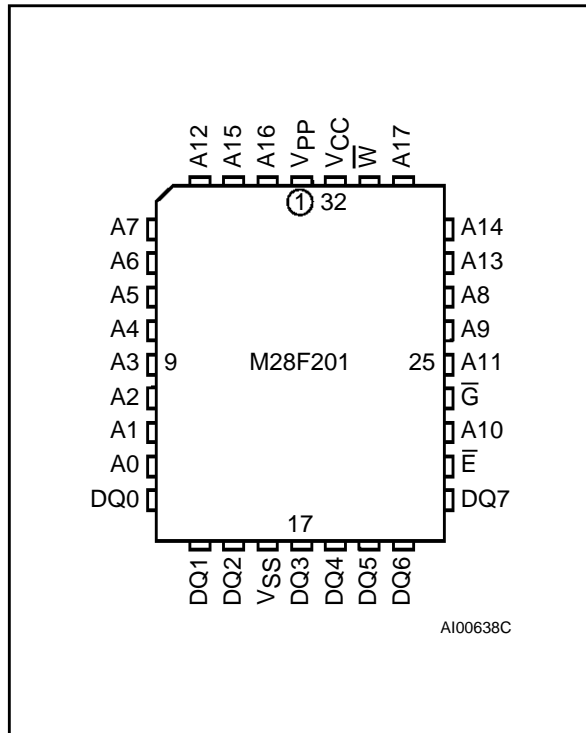 A12 A15 A16 VPP VCC W̅ A17
1 32
A7 A14
A6 A13
A5 A8
A4 A9
A3 9 M28F201 25 A11
A2 G̅
A1 A10
A0 E̅
DQ0 DQ7
17
DQ1 DQ2 VSS DQ3 DQ4 DQ5 DQ6
AI00638C